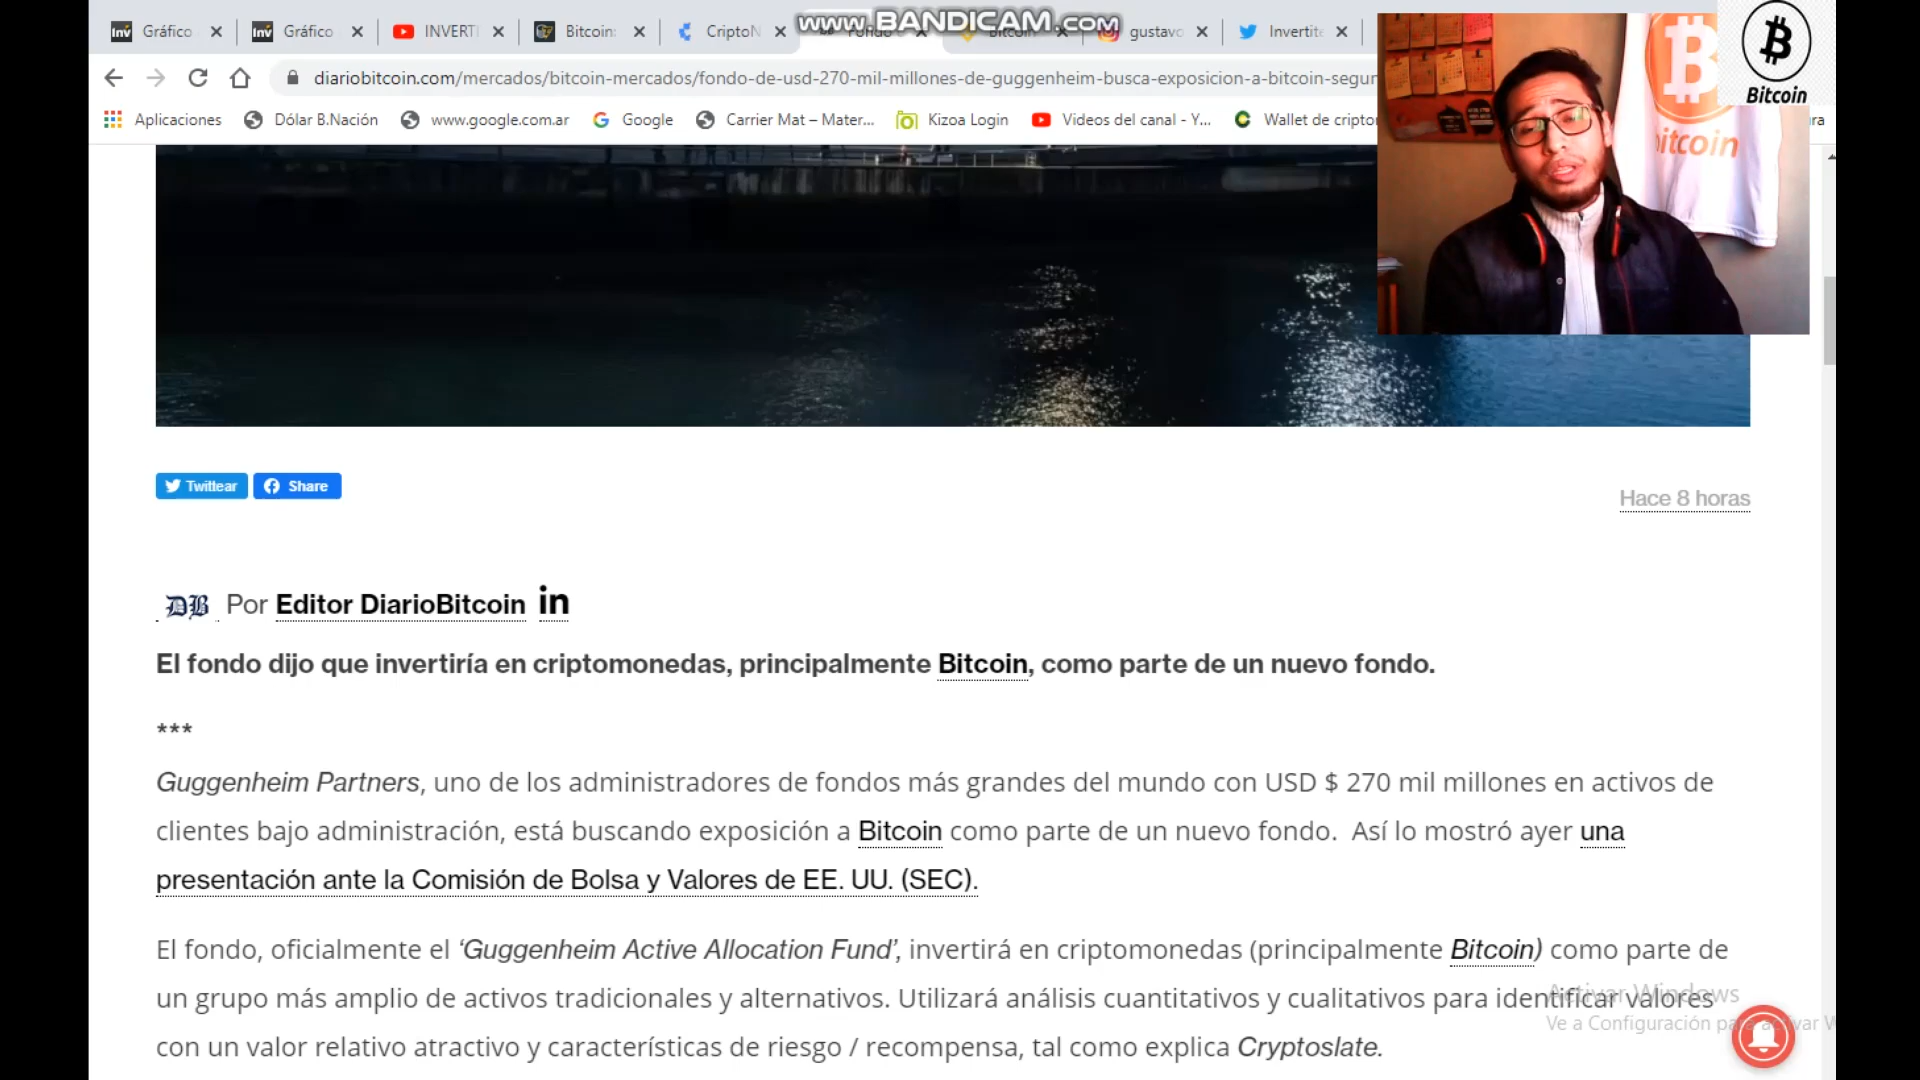 www.BANDICAM.com
Gráfico
Gráfico
INVERTI
Bitcoin:
CriptoN
Fondo
Bitcoin
gustavo
Invertite
diariobitcoin.com/mercados/bitcoin-mercados/fondo-de-usd-270-mil-millones-de-guggenheim-busca-exposicion-a-bitcoin-segun
Aplicaciones
Dólar B.Nación
www.google.com.ar
Google
Carrier Mat – Mater...
Kizoa Login
Videos del canal - Y...
Wallet de cripto
Bitcoin
itcoin
Twittear
Share
Hace 8 horas
DB Por Editor DiarioBitcoin in
El fondo dijo que invertiría en criptomonedas, principalmente Bitcoin, como parte de un nuevo fondo.
***
Guggenheim Partners, uno de los administradores de fondos más grandes del mundo con USD $ 270 mil millones en activos de
clientes bajo administración, está buscando exposición a Bitcoin como parte de un nuevo fondo. Así lo mostró ayer una
presentación ante la Comisión de Bolsa y Valores de EE. UU. (SEC).
El fondo, oficialmente el ‘Guggenheim Active Allocation Fund’, invertirá en criptomonedas (principalmente Bitcoin) como parte de
un grupo más amplio de activos tradicionales y alternativos. Utilizará análisis cuantitativos y cualitativos para identificar valores
con un valor relativo atractivo y características de riesgo / recompensa, tal como explica Cryptoslate.
Activar Windows
Ve a Configuración para activar W